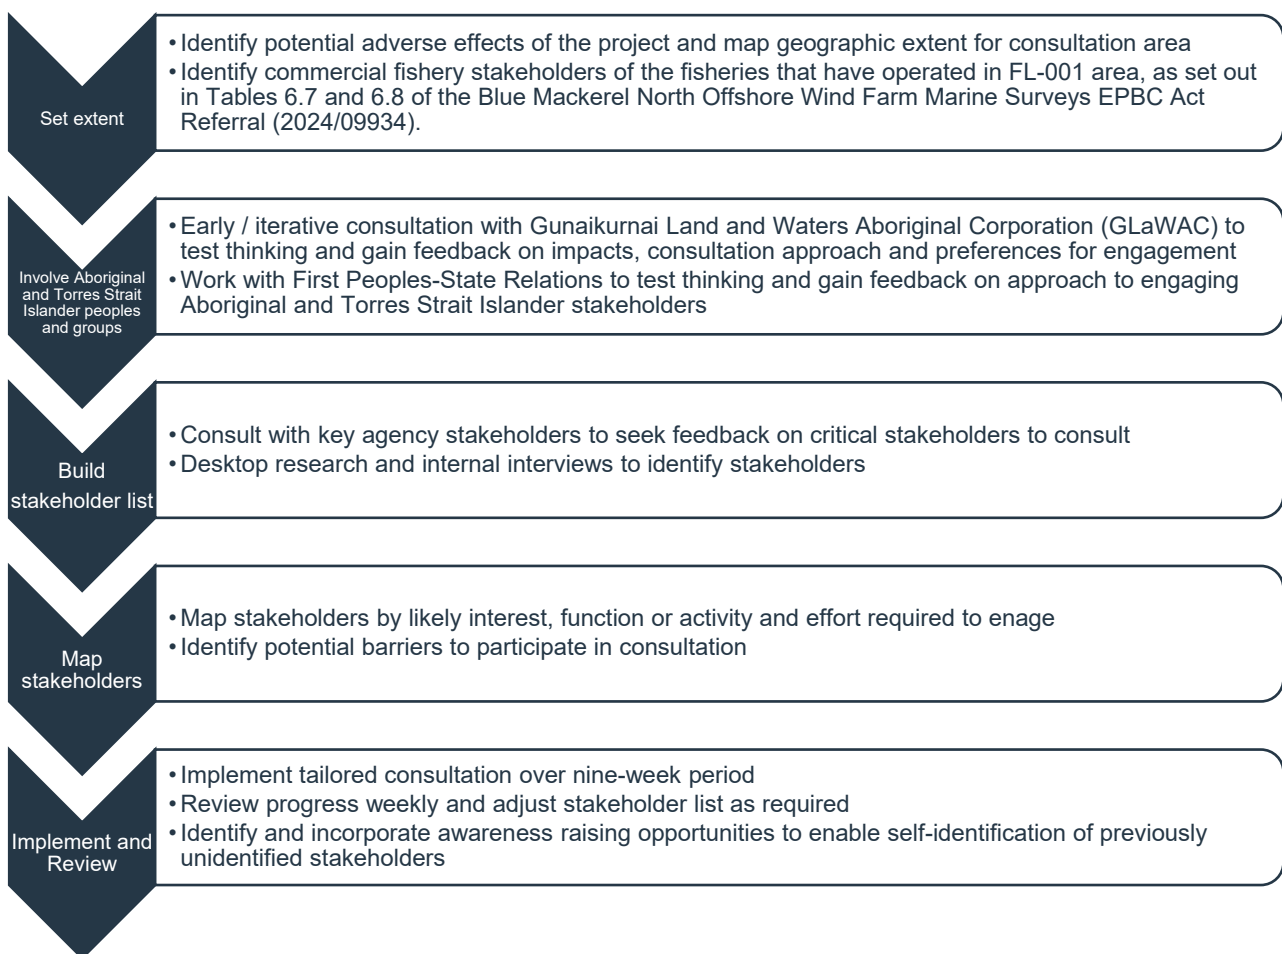 Set extent
• Identify potential adverse effects of the project and map geographic extent for consultation area
• Identify commercial fishery stakeholders of the fisheries that have operated in FL-001 area, as set out
in Tables 6.7 and 6.8 of the Blue Mackerel North Offshore Wind Farm Marine Surveys EPBC Act
Referral (2024/09934).
Involve Aboriginal
and Torres Strait
Islander peoples
and groups
• Early / iterative consultation with Gunaikurnai Land and Waters Aboriginal Corporation (GLaWAC) to
test thinking and gain feedback on impacts, consultation approach and preferences for engagement
• Work with First Peoples-State Relations to test thinking and gain feedback on approach to engaging
Aboriginal and Torres Strait Islander stakeholders
Build
stakeholder list
• Consult with key agency stakeholders to seek feedback on critical stakeholders to consult
• Desktop research and internal interviews to identify stakeholders
Map
stakeholders
• Map stakeholders by likely interest, function or activity and effort required to enage
• Identify potential barriers to participate in consultation
Implement and
Review
• Implement tailored consultation over nine-week period
• Review progress weekly and adjust stakeholder list as required
• Identify and incorporate awareness raising opportunities to enable self-identification of previously
unidentified stakeholders